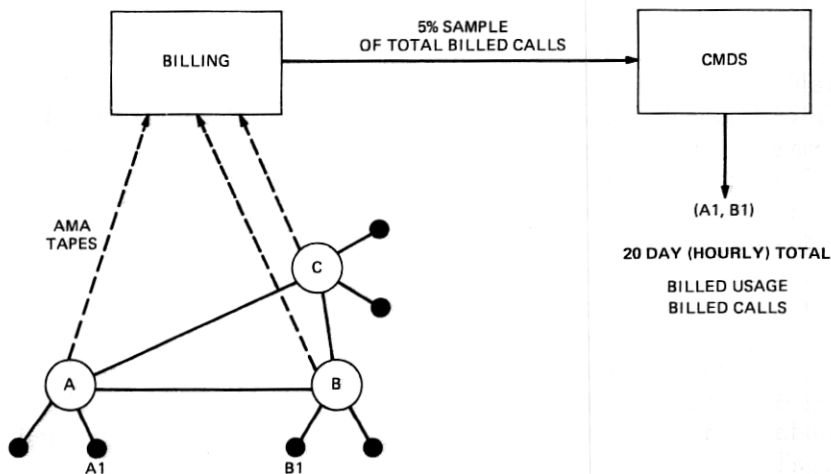 5% SAMPLE
OF TOTAL BILLED CALLS
BILLING
CMDS
AMA
TAPES
(A1, B1)
20 DAY (HOURLY) TOTAL
BILLED USAGE
BILLED CALLS
C
A
B
A1
B1